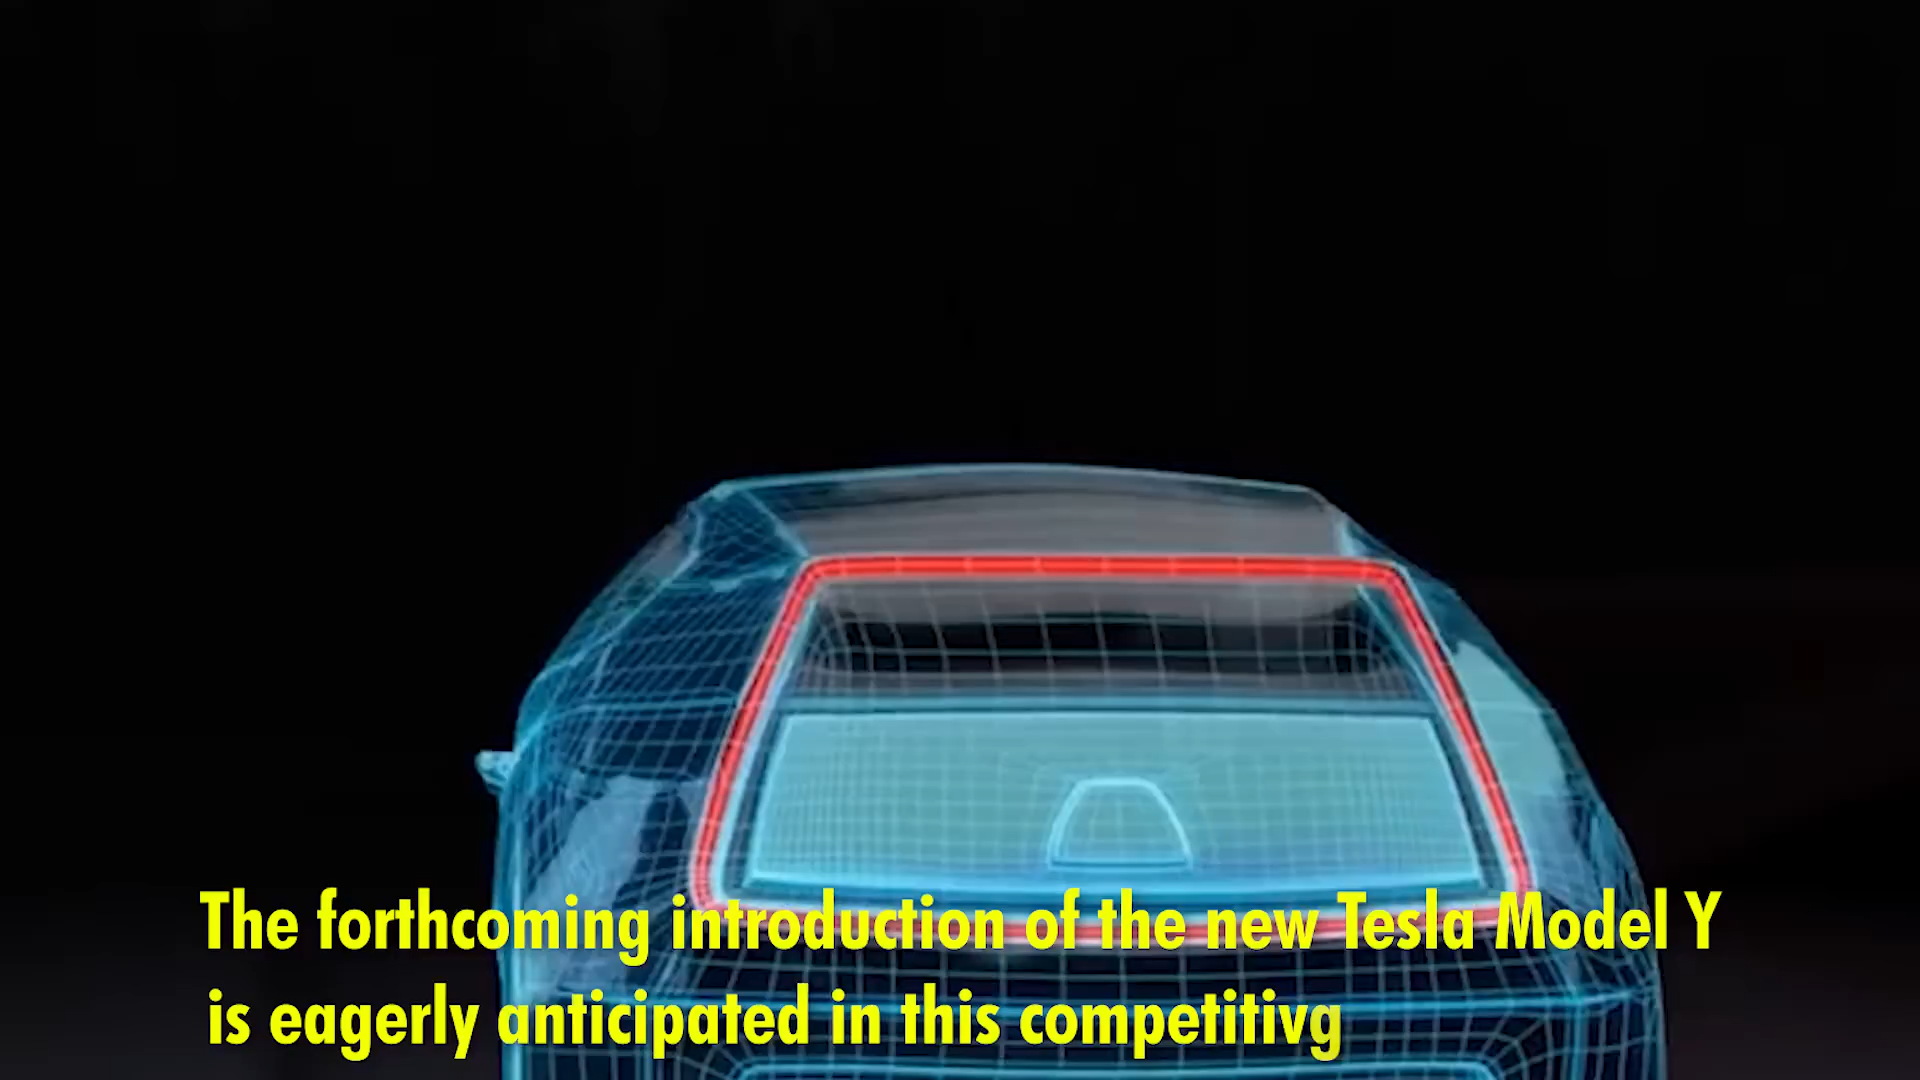 The forthcoming introduction of the new Tesla Model Y
is eagerly anticipated in this competitivg